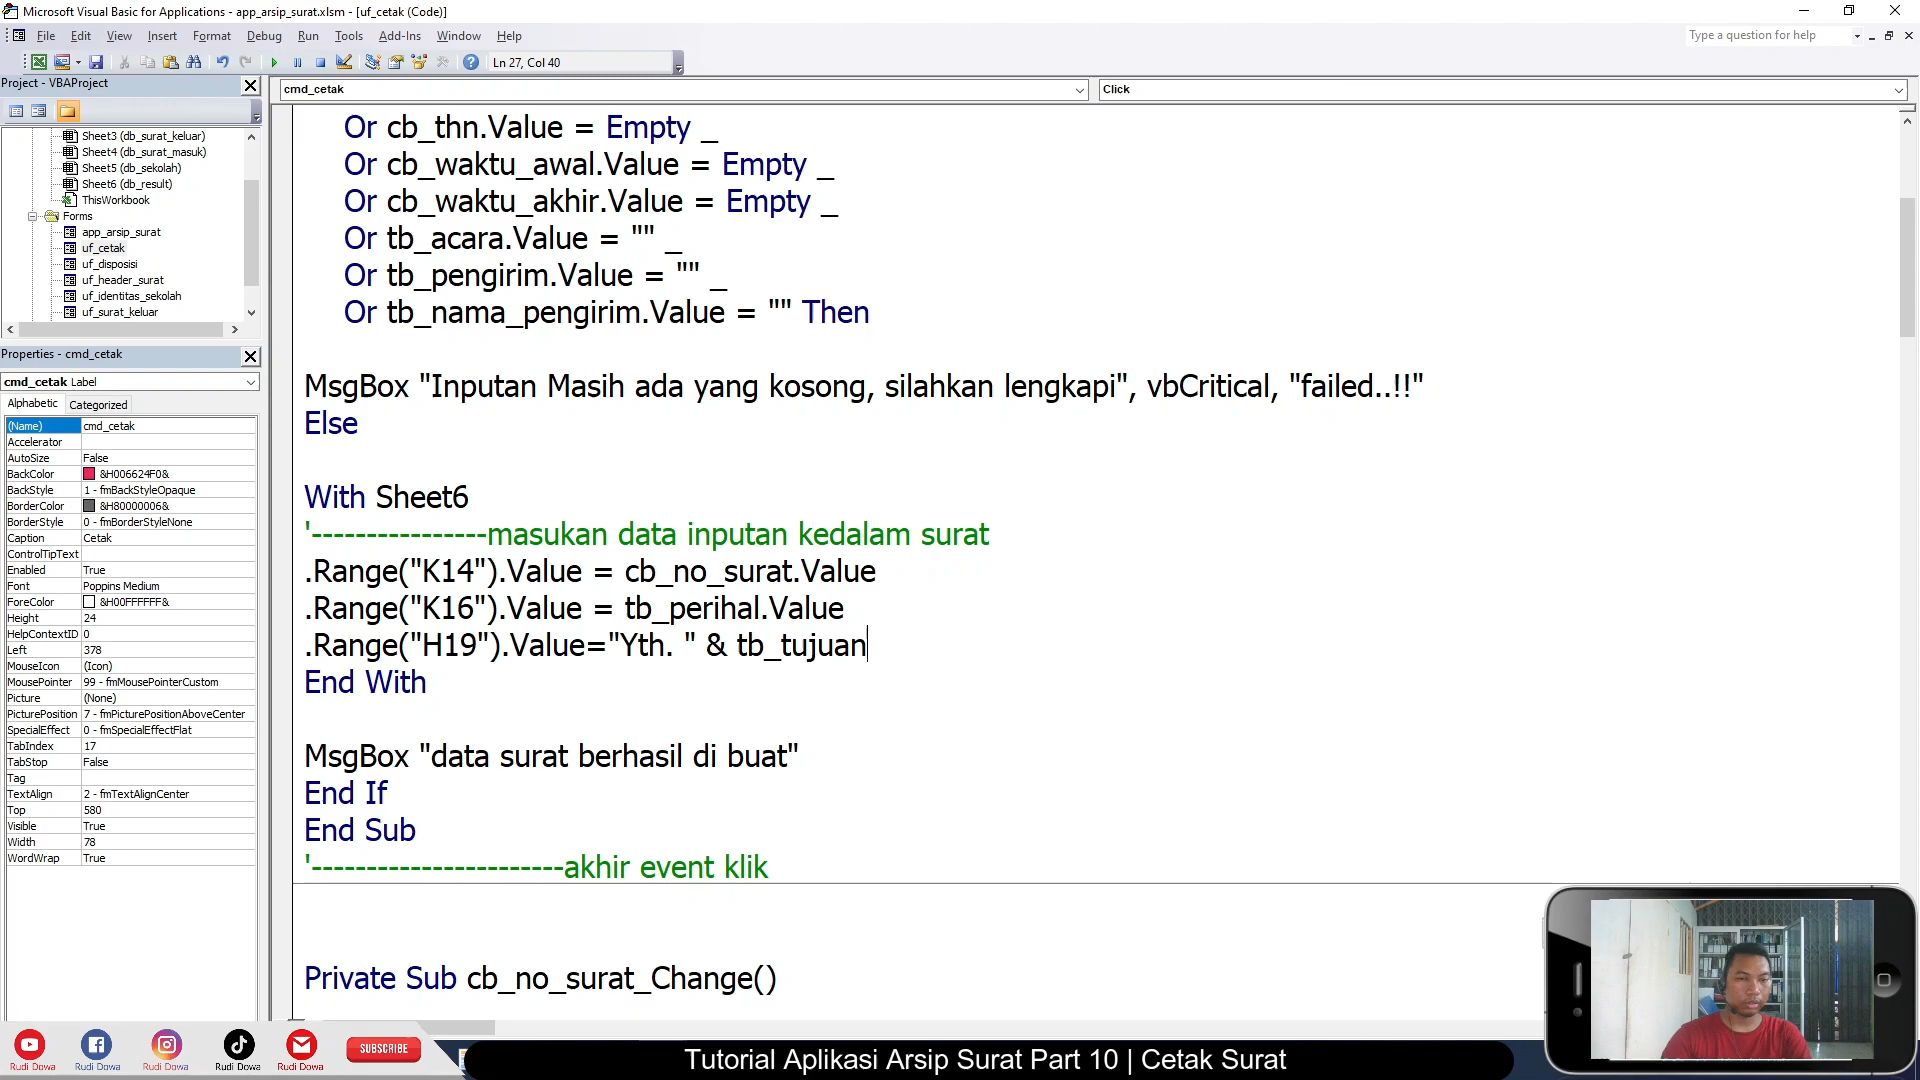 Microsoft Visual Basic for Applications - app_arsip_surat.xlsm - [uf_cetak (Code)]
File Edit View Insert Format Debug Run Tools Add-Ins Window Help
Type a question for help
Ln 27, Col 40
Project - VBAProject
Sheet3 (db_surat_keluar)
Sheet4 (db_surat_masuk)
Sheet5 (db_sekolah)
Sheet6 (db_result)
ThisWorkbook
Forms
app_arsip_surat
uf_cetak
uf_disposisi
uf_header_surat
uf_identitas_sekolah
uf_surat_keluar
Properties - cmd_cetak
cmd_cetak Label
Alphabetic Categorized
(Name) cmd_cetak
Accelerator
AutoSize False
BackColor &H006624F0&
BackStyle 1 - fmBackStyleOpaque
BorderColor &H80000006&
BorderStyle 0 - fmBorderStyleNone
Caption Cetak
ControlTipText
Enabled True
Font Poppins Medium
ForeColor &H00FFFFFF&
Height 24
HelpContextID 0
Left 378
MouseIcon (Icon)
MousePointer 99 - fmMousePointerCustom
Picture (None)
PicturePosition 7 - fmPicturePositionAboveCenter
SpecialEffect 0 - fmSpecialEffectFlat
TabIndex 17
TabStop False
Tag
TextAlign 2 - fmTextAlignCenter
Top 580
Visible True
Width 78
WordWrap True
cmd_cetak
Click
Or cb_thn.Value = Empty _
Or cb_waktu_awal.Value = Empty _
Or cb_waktu_akhir.Value = Empty _
Or tb_acara.Value = "" _
Or tb_pengirim.Value = "" _
Or tb_nama_pengirim.Value = "" Then
MsgBox "Inputan Masih ada yang kosong, silahkan lengkapi", vbCritical, "failed..!!"
Else
With Sheet6
'----------------masukan data inputan kedalam surat
.Range("K14").Value = cb_no_surat.Value
.Range("K16").Value = tb_perihal.Value
.Range("H19").Value="Yth. " & tb_tujuan
End With
MsgBox "data surat berhasil di buat"
End If
End Sub
'-----------------------akhir event klik
Private Sub cb_no_surat_Change()
Rudi Dowa Rudi Dowa Rudi Dowa Rudi Dowa Rudi Dowa
SUBSCRIBE
Tutorial Aplikasi Arsip Surat Part 10 | Cetak Surat